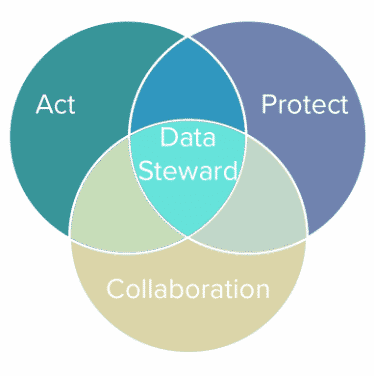 Act
Protect
Data
Steward
Collaboration